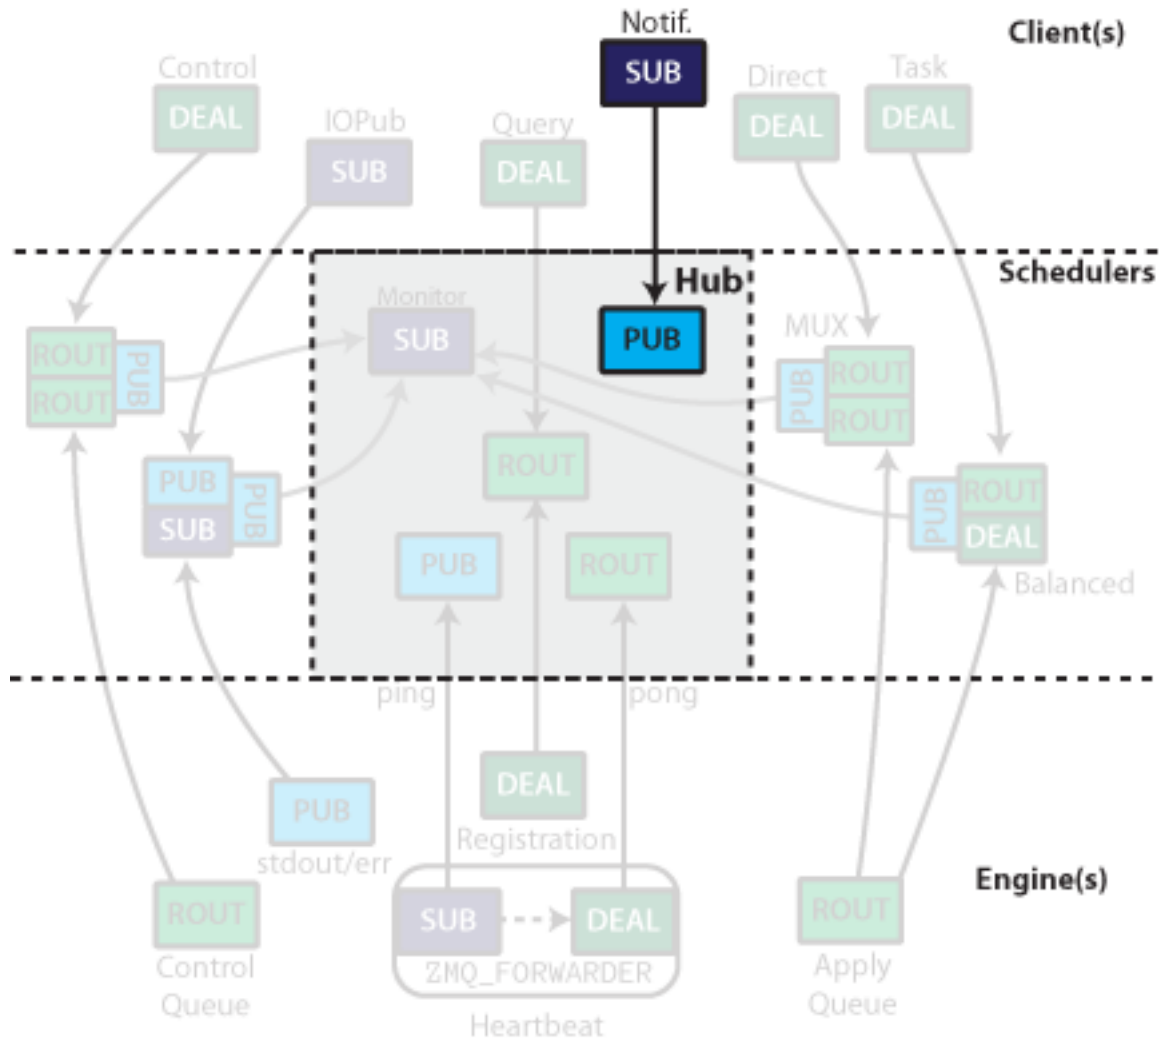 Notif.
Client(s)
Control
SUB
Direct
Task
DEAL
IOPub
Query
DEAL
DEAL
SUB
DEAL
Hub
Schedulers
Monitor
SUB
PUB
MUX
ROUT
ROUT
PUB
PUB
ROUT
ROUT
PUB
SUB
PUB
ROUT
PUB
ROUT
DEAL
PUB
ROUT
Balanced
ping
pong
DEAL
PUB
Registration
stdout/err
Engine(s)
ROUT
SUB
DEAL
ROUT
ZMQ_FORWARDER
Control
Queue
Apply
Queue
Heartbeat